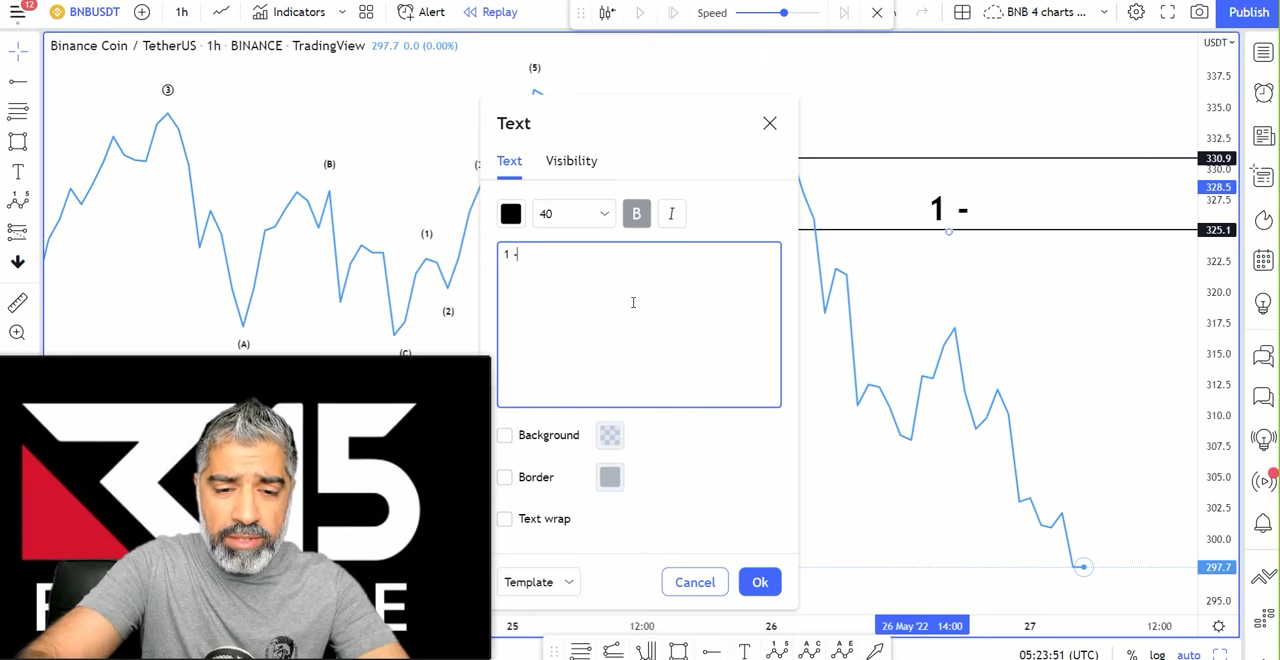 12
BNBUSDT
1h
Indicators
Alert
Replay
Speed
BNB 4 charts ...
Publish
Binance Coin / TetherUS · 1h · BINANCE · TradingView 297.7 0.0 (0.00%)
USDT
(5)
3
(B)
(1)
(2)
(A)
(C)
Text
Text
Visibility
40
B
I
1 -
Background
Border
Text wrap
Template
Cancel
Ok
1 -
337.5
335.0
332.5
330.9
330.0
328.5
327.5
325.1
322.5
320.0
317.5
315.0
312.5
310.0
307.5
305.0
302.5
300.0
297.7
295.0
R315
25
12:00
26
26 May '22 14:00
27
12:00
05:23:51 (UTC)
%
log
auto